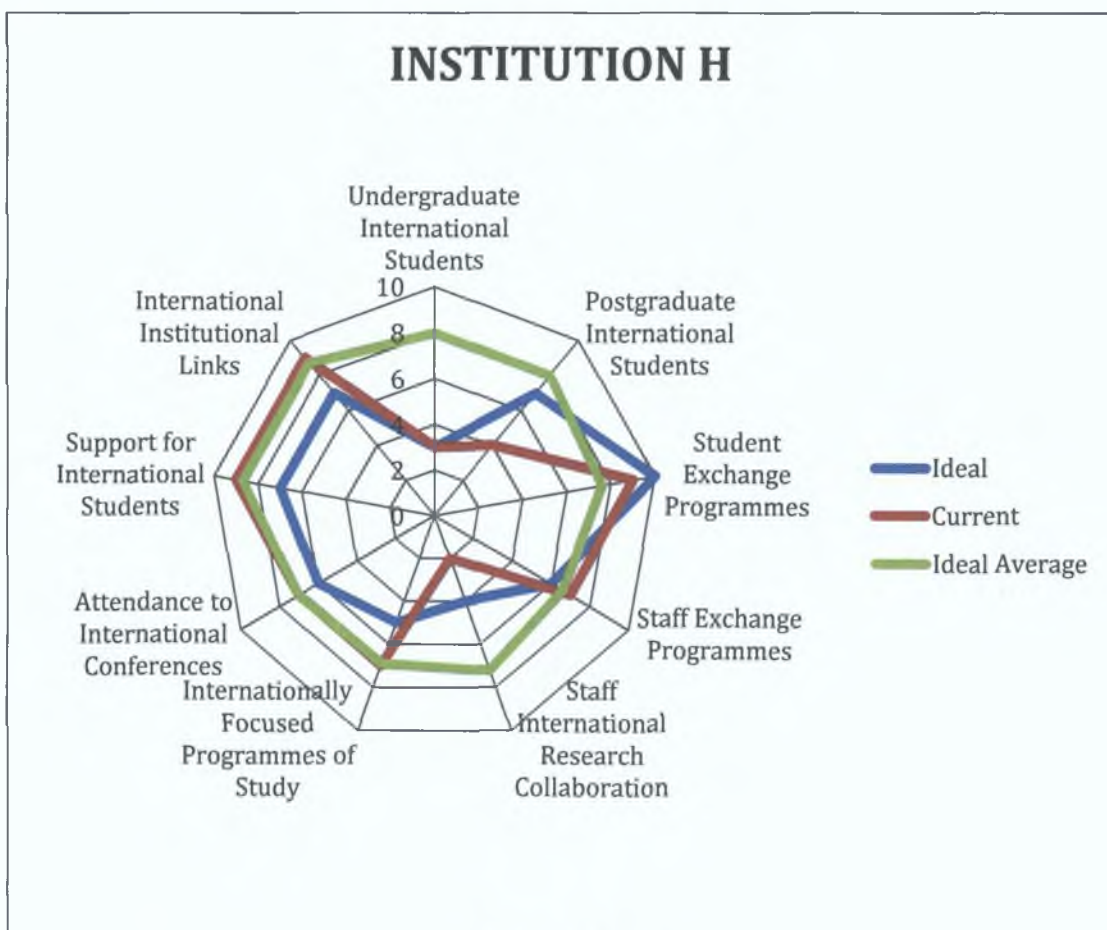 INSTITUTION H
Undergraduate
International
Students
Postgraduate
International
Students
Student
Exchange
Programmes
Staff Exchange
Programmes
Staff
International
Research
Collaboration
Internationally
Focused
Programmes of
Study
Attendance to
International
Conferences
Support for
International
Students
International
Institutional
Links
10
8
6
4
2
0
Ideal
Current
Ideal Average